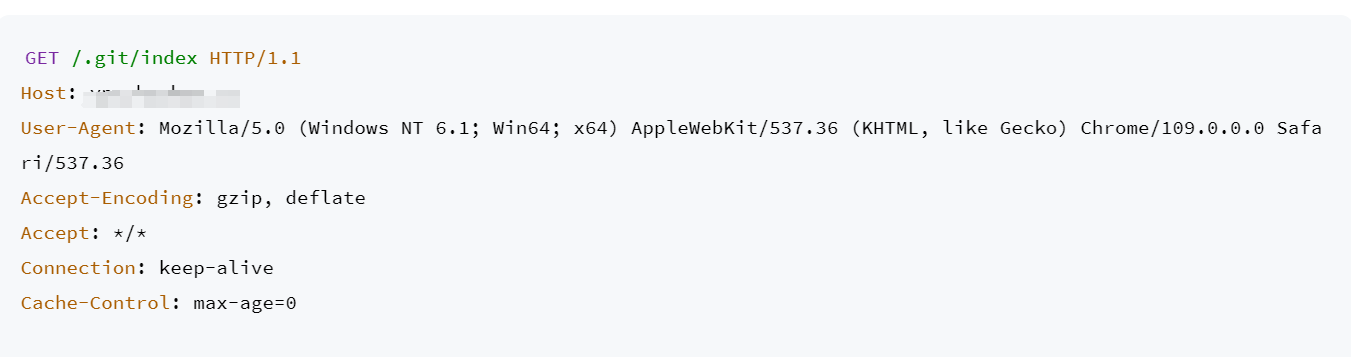 GET /.git/index HTTP/1.1
Host:
User-Agent: Mozilla/5.0 (Windows NT 6.1; Win64; x64) AppleWebKit/537.36 (KHTML, like Gecko) Chrome/109.0.0.0 Safa
ri/537.36
Accept-Encoding: gzip, deflate
Accept: */*
Connection: keep-alive
Cache-Control: max-age=0